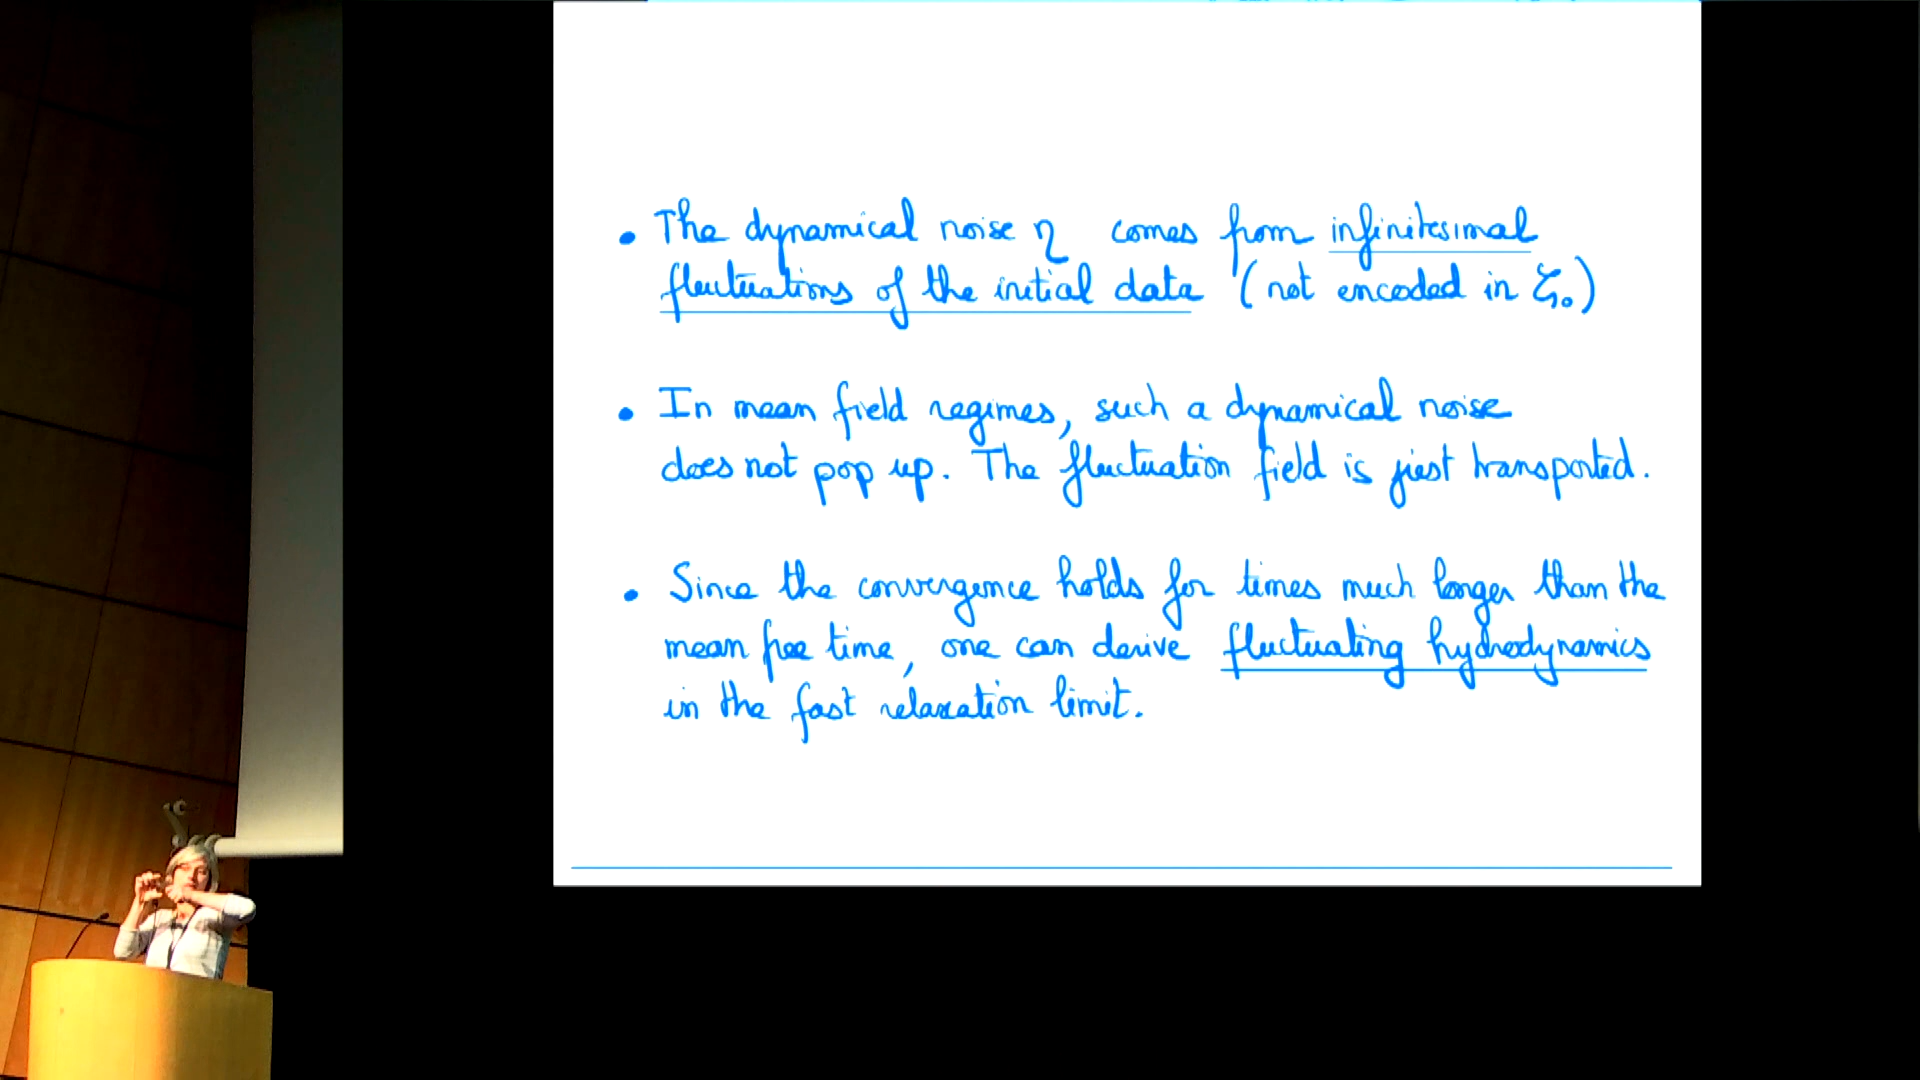 • The dynamical noise η comes from infinitesimal
fluctuations of the initial data (not encoded in ζ₀)
• In mean field regimes, such a dynamical noise
does not pop up. The fluctuation field is just transported.
• Since the convergence holds for times much longer than the
mean free time, one can derive fluctuating hydrodynamics
in the fast relaxation limit.